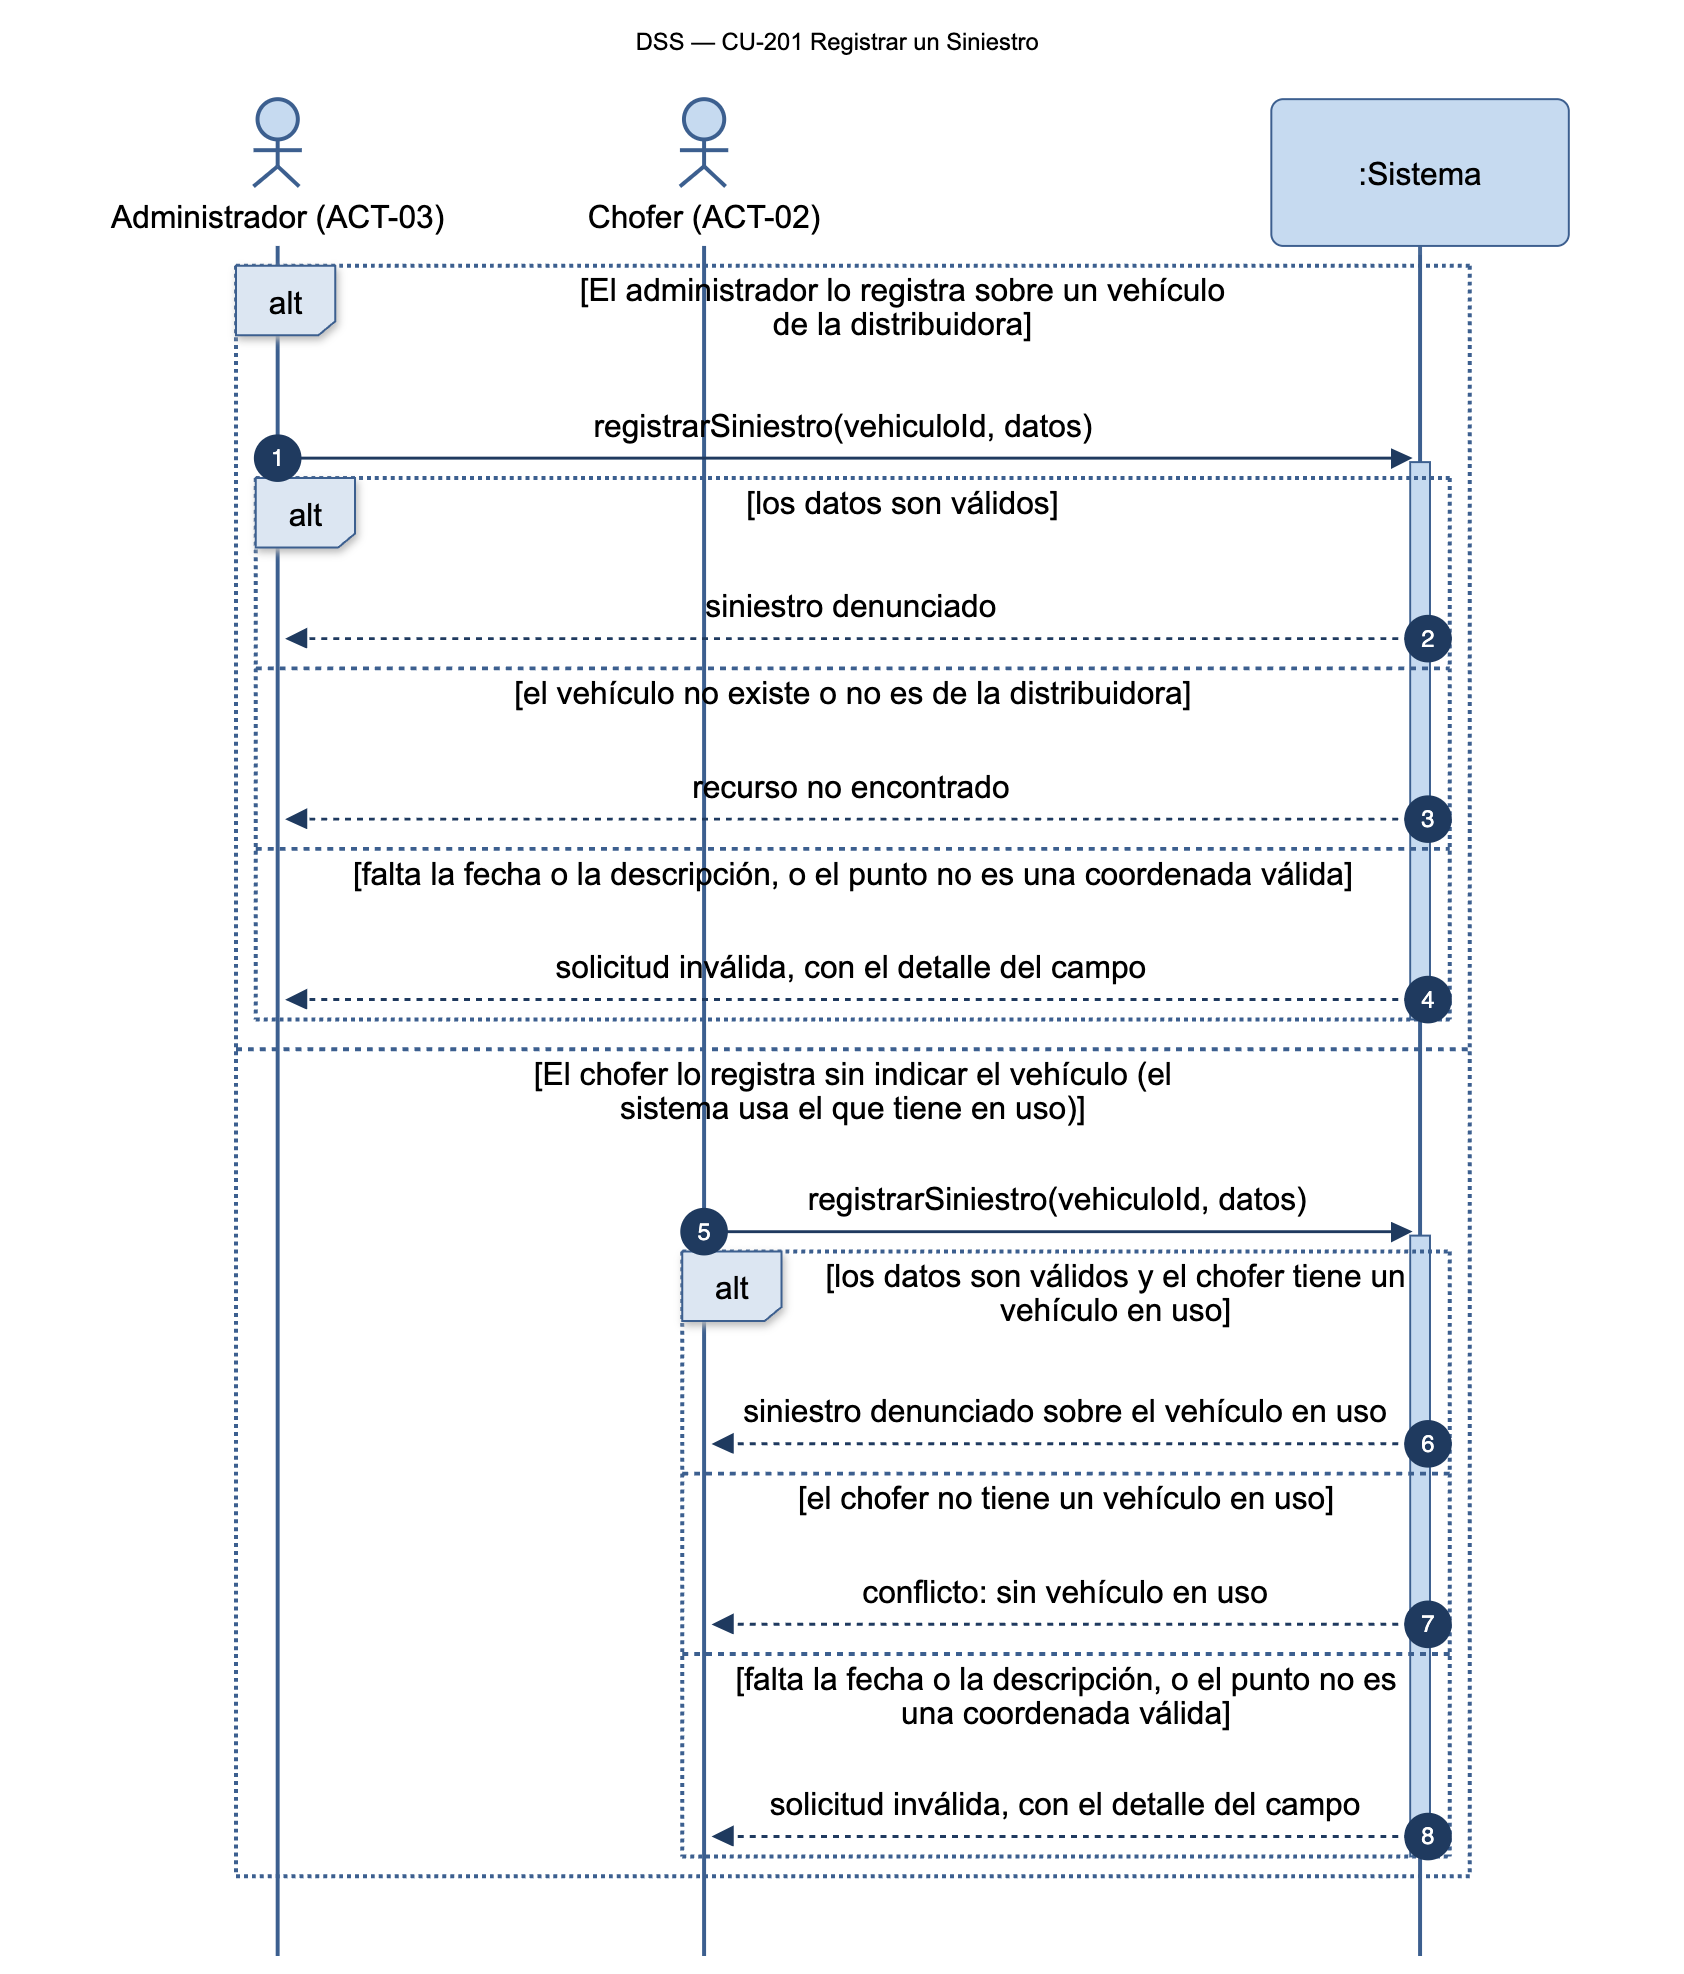 DSS — CU-201 Registrar un Siniestro
Administrador (ACT-03)
Chofer (ACT-02)
:Sistema
alt
[El administrador lo registra sobre un vehículo
de la distribuidora]
registrarSiniestro(vehiculoId, datos)
1
alt
[los datos son válidos]
siniestro denunciado
2
[el vehículo no existe o no es de la distribuidora]
recurso no encontrado
3
[falta la fecha o la descripción, o el punto no es una coordenada válida]
solicitud inválida, con el detalle del campo
4
[El chofer lo registra sin indicar el vehículo (el
sistema usa el que tiene en uso)]
registrarSiniestro(vehiculoId, datos)
5
alt
[los datos son válidos y el chofer tiene un
vehículo en uso]
siniestro denunciado sobre el vehículo en uso
6
[el chofer no tiene un vehículo en uso]
conflicto: sin vehículo en uso
7
[falta la fecha o la descripción, o el punto no es
una coordenada válida]
solicitud inválida, con el detalle del campo
8